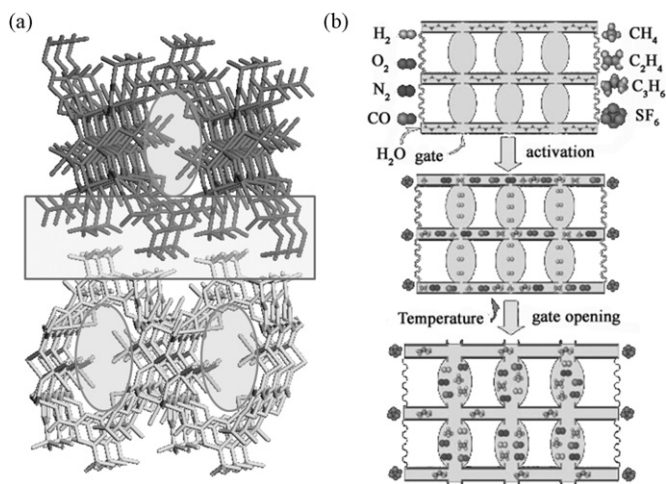 (a)
(b)
H₂
O₂
N₂
CO
H₂O
gate
CH₄
C₂H₄
C₃H₆
SF₆
activation
Temperature
gate opening